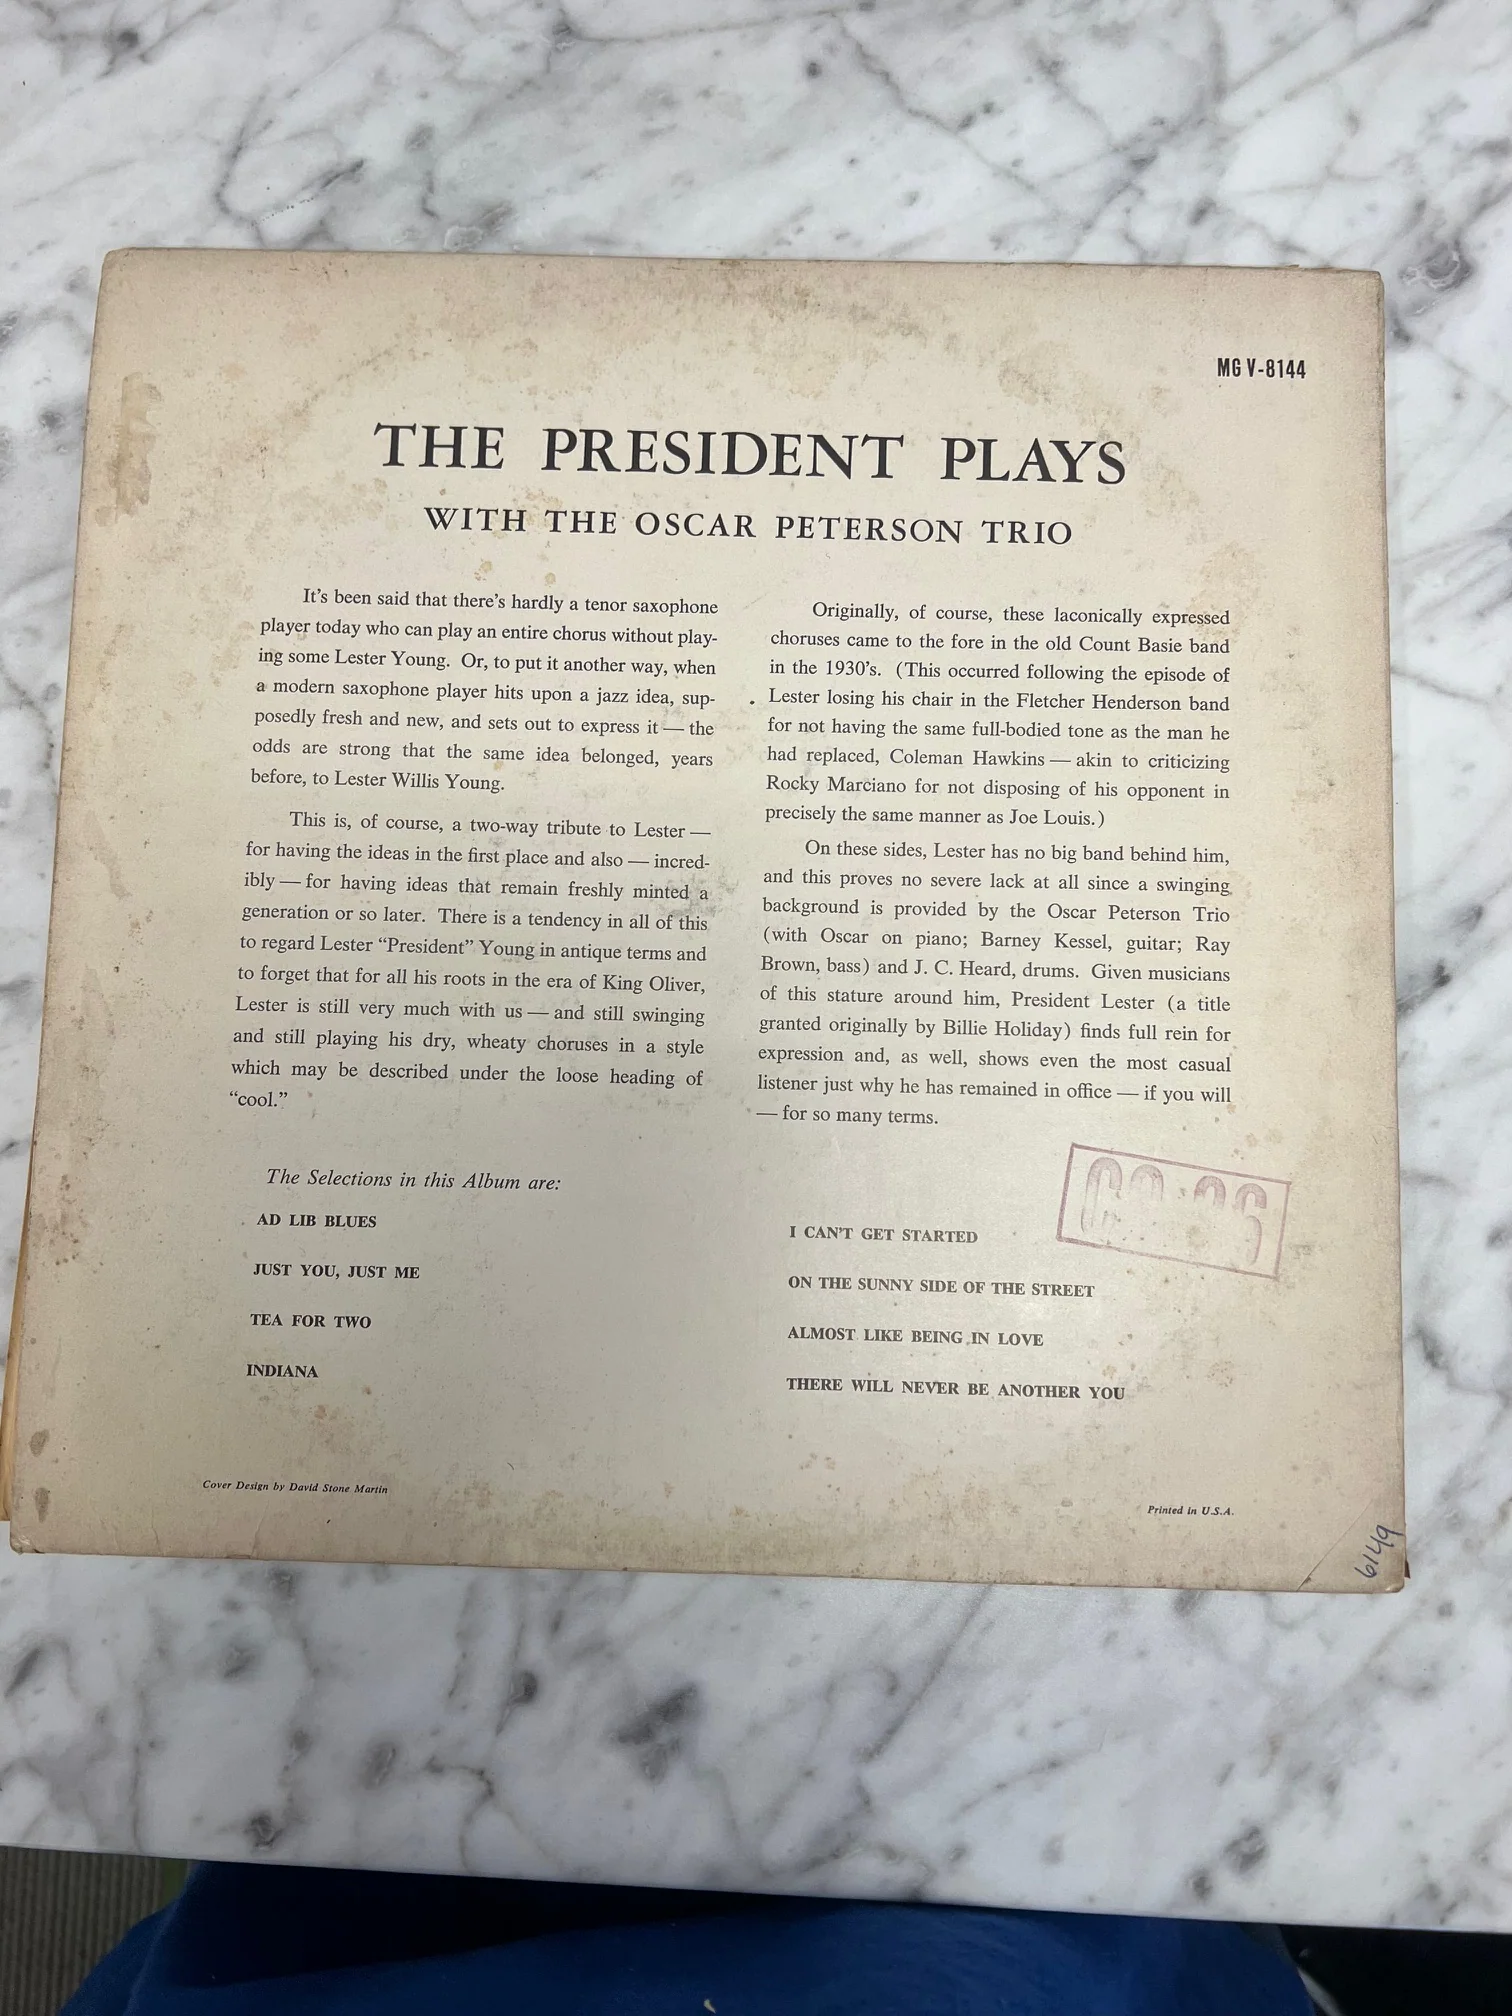 MG V-8144
THE PRESIDENT PLAYS
WITH THE OSCAR PETERSON TRIO
It's been said that there's hardly a tenor saxophone
player today who can play an entire chorus without play-
ing some Lester Young. Or, to put it another way, when
a modern saxophone player hits upon a jazz idea, sup-
posedly fresh and new, and sets out to express it — the
odds are strong that the same idea belonged, years
before, to Lester Willis Young.
This is, of course, a two-way tribute to Lester —
for having the ideas in the first place and also — incred-
ibly — for having ideas that remain freshly minted a
generation or so later. There is a tendency in all of this
to regard Lester “President” Young in antique terms and
to forget that for all his roots in the era of King Oliver,
Lester is still very much with us — and still swinging
and still playing his dry, wheaty choruses in a style
which may be described under the loose heading of
“cool.”
Originally, of course, these laconically expressed
choruses came to the fore in the old Count Basie band
in the 1930's. (This occurred following the episode of
Lester losing his chair in the Fletcher Henderson band
for not having the same full-bodied tone as the man he
had replaced, Coleman Hawkins — akin to criticizing
Rocky Marciano for not disposing of his opponent in
precisely the same manner as Joe Louis.)
On these sides, Lester has no big band behind him,
and this proves no severe lack at all since a swinging
background is provided by the Oscar Peterson Trio
(with Oscar on piano; Barney Kessel, guitar; Ray
Brown, bass) and J. C. Heard, drums. Given musicians
of this stature around him, President Lester (a title
granted originally by Billie Holiday) finds full rein for
expression and, as well, shows even the most casual
listener just why he has remained in office — if you will
— for so many terms.
The Selections in this Album are:
AD LIB BLUES
JUST YOU, JUST ME
TEA FOR TWO
INDIANA
I CAN'T GET STARTED
ON THE SUNNY SIDE OF THE STREET
ALMOST LIKE BEING IN LOVE
THERE WILL NEVER BE ANOTHER YOU
Cover Design by David Stone Martin
Printed in U.S.A.
6149